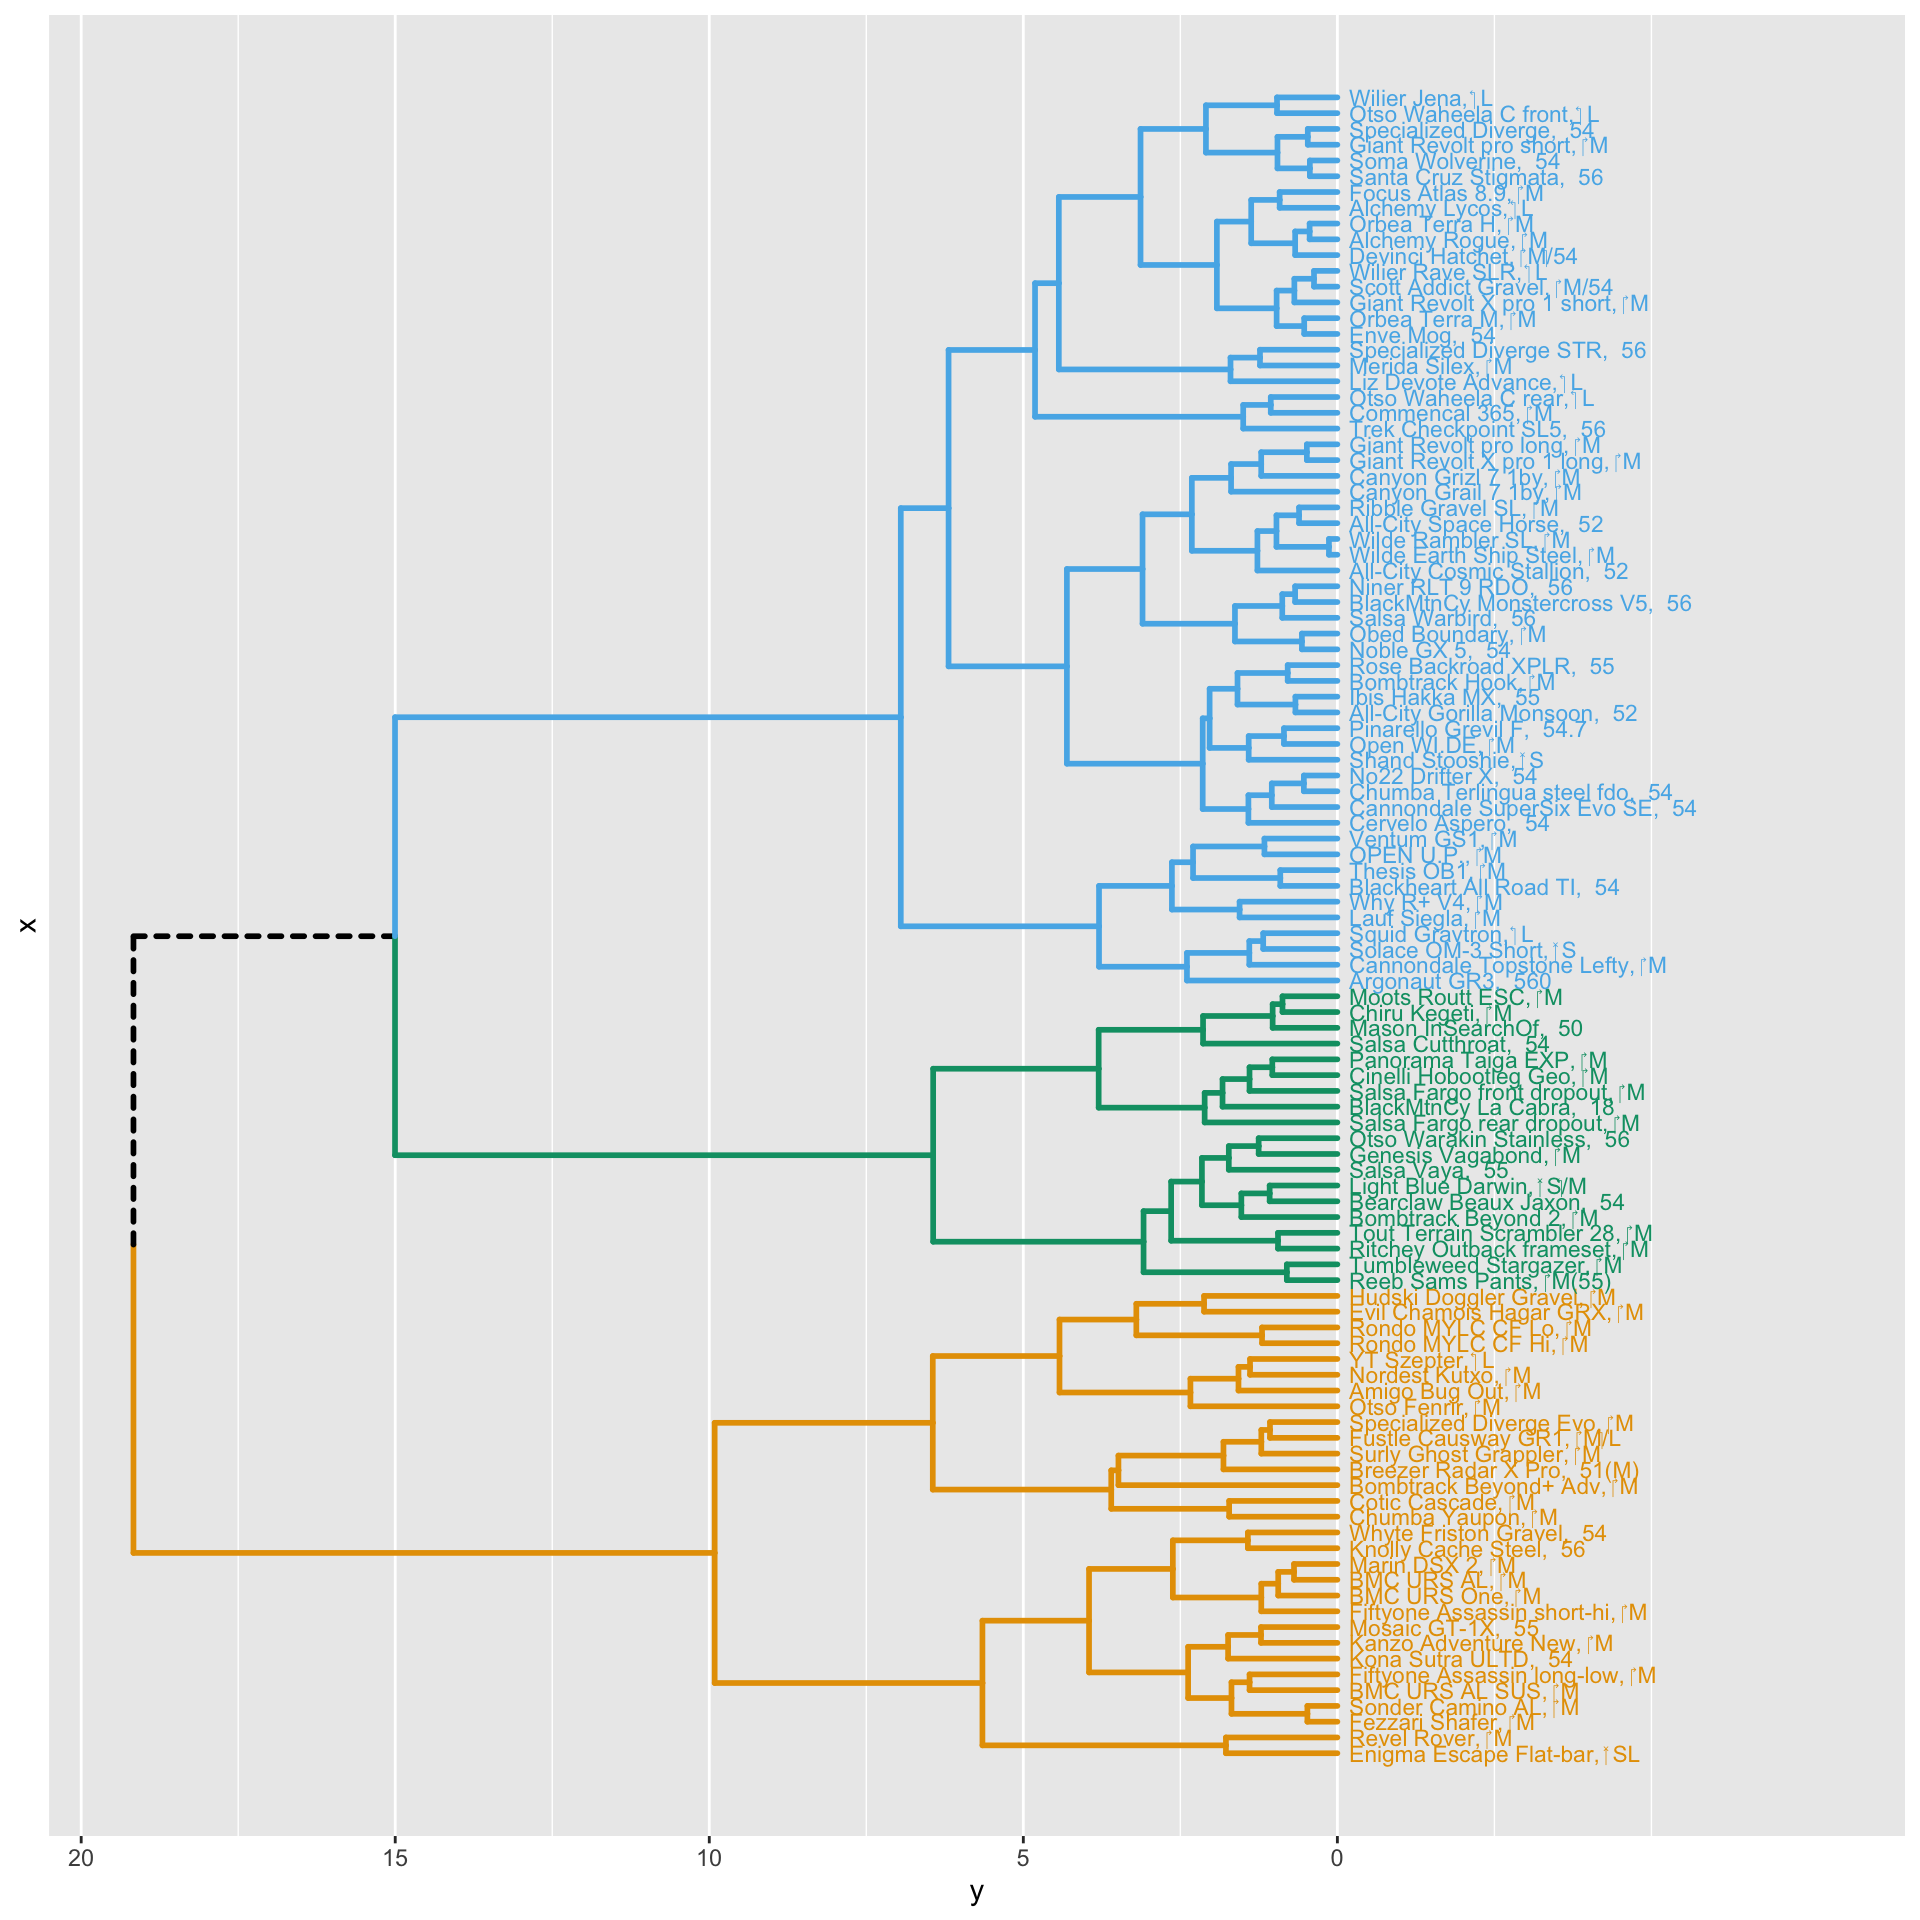 Wilier Jena, L
Otso Waheela C front, L
Specialized Diverge, 54
Giant Revolt pro short, M
Soma Wolverine, 54
Santa Cruz Stigmata, 56
Focus Atlas 8.9, M
Alchemy Lycos, L
Orbea Terra H, M
Alchemy Rogue, M
Devinci Hatchet, M/54
Wilier Rave SLR, L
Scott Addict Gravel, M/54
Giant Revolt X pro 1 short, M
Orbea Terra M, M
Enve Mog, 54
Specialized Diverge STR, 56
Merida Silex, M
Liz Devote Advance, L
Otso Waheela C rear, L
Commencal 365, M
Trek Checkpoint SL5, 56
Giant Revolt pro long, M
Giant Revolt X pro 1 long, M
Canyon Grizl 7 1by, M
Canyon Grail 7 1by, M
Ribble Gravel SL, M
All-City Space Horse, 52
Wilde Rambler SL, M
Wilde Earth Ship Steel, M
All-City Cosmic Stallion, 52
Niner RLT 9 RDO, 56
BlackMtnCy Monstercross V5, 56
Salsa Warbird, 56
Obed Boundary, M
Noble GX 5, 54
Rose Backroad XPLR, 55
Bombtrack Hook, M
Ibis Hakka MX, 55
All-City Gorilla Monsoon, 52
Pinarello Grevil F, 54.7
Open WI.DE, M
Shand Stooshie, S
No22 Drifter X, 54
Chumba Terlingua steel fdo, 54
Cannondale SuperSix Evo SE, 54
Cervelo Aspero, 54
Ventum GS1, M
OPEN U.P., M
Thesis OB1, M
Blackheart All Road TI, 54
Why R+ V4, M
Lauf Siegla, M
Squid Gravtron, L
Solace OM-3 Short, S
Cannondale Topstone Lefty, M
Argonaut GR3, 560
Moots Routt ESC, M
Chiru Kegeti, M
Mason InSearchOf, 50
Salsa Cutthroat, 54
Panorama Taiga EXP, M
Cinelli Hobootleg Geo, M
Salsa Fargo front dropout, M
BlackMtnCy La Cabra, 18
Salsa Fargo rear dropout, M
Otso Warakin Stainless, 56
Genesis Vagabond, M
Salsa Vaya, 55
Light Blue Darwin, S/M
Bearclaw Beaux Jaxon, 54
Bombtrack Beyond 2, M
Tout Terrain Scrambler 28, M
Ritchey Outback frameset, M
Tumbleweed Stargazer, M
Reeb Sams Pants, M(55)
Hudski Doggler Gravel, M
Evil Chamois Hagar GRX, M
Rondo MYLC CF Lo, M
Rondo MYLC CF Hi, M
YT Szepter, L
Nordest Kutxo, M
Amigo Bug Out, M
Otso Fenrir, M
Specialized Diverge Evo, M
Fustle Causway GR1, M/L
Surly Ghost Grappler, M
Breezer Radar X Pro, 51(M)
Bombtrack Beyond+ Adv, M
Cotic Cascade, M
Chumba Yaupon, M
Whyte Friston Gravel, 54
Knolly Cache Steel, 56
Marin DSX 2, M
BMC URS AL, M
BMC URS One, M
Fiftyone Assassin short-hi, M
Mosaic GT-1X, 55
Kanzo Adventure New, M
Kona Sutra ULTD, 54
Fiftyone Assassin long-low, M
BMC URS AL SUS, M
Sonder Camino AL, M
Fezzari Shafer, M
Revel Rover, M
Enigma Escape Flat-bar, SL
x
20 15 10 5 0
y